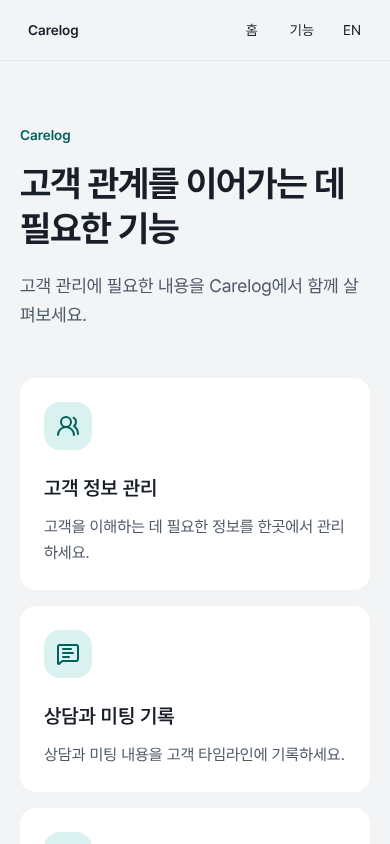 Carelog
홈
기능
EN
Carelog
고객 관계를 이어가는 데
필요한 기능
고객 관리에 필요한 내용을 Carelog에서 함께 살
펴보세요.
고객 정보 관리
고객을 이해하는 데 필요한 정보를 한곳에서 관리
하세요.
상담과 미팅 기록
상담과 미팅 내용을 고객 타임라인에 기록하세요.